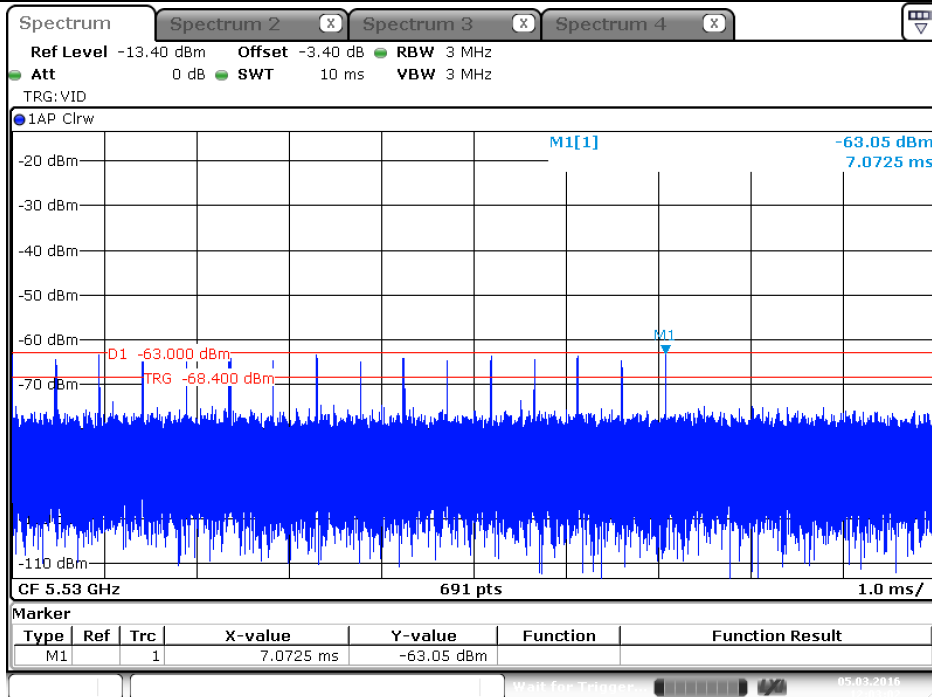 Spectrum Spectrum 2 X Spectrum 3 X Spectrum 4 X
Ref Level -13.40 dBm Offset -3.40 dB RBW 3 MHz
Att 0 dB SWT 10 ms VBW 3 MHz
TRG:VID
1AP Clrw
M1[1] -63.05 dBm
7.0725 ms
-20 dBm
-30 dBm
-40 dBm
-50 dBm
-60 dBm
M1
D1 -63.000 dBm
TRG -68.400 dBm
-70 dBm
-110 dBm
CF 5.53 GHz 691 pts 1.0 ms/
Marker
Type Ref Trc X-value Y-value Function Function Result
M1 1 7.0725 ms -63.05 dBm
Wait for Trigger... 05.03.2016